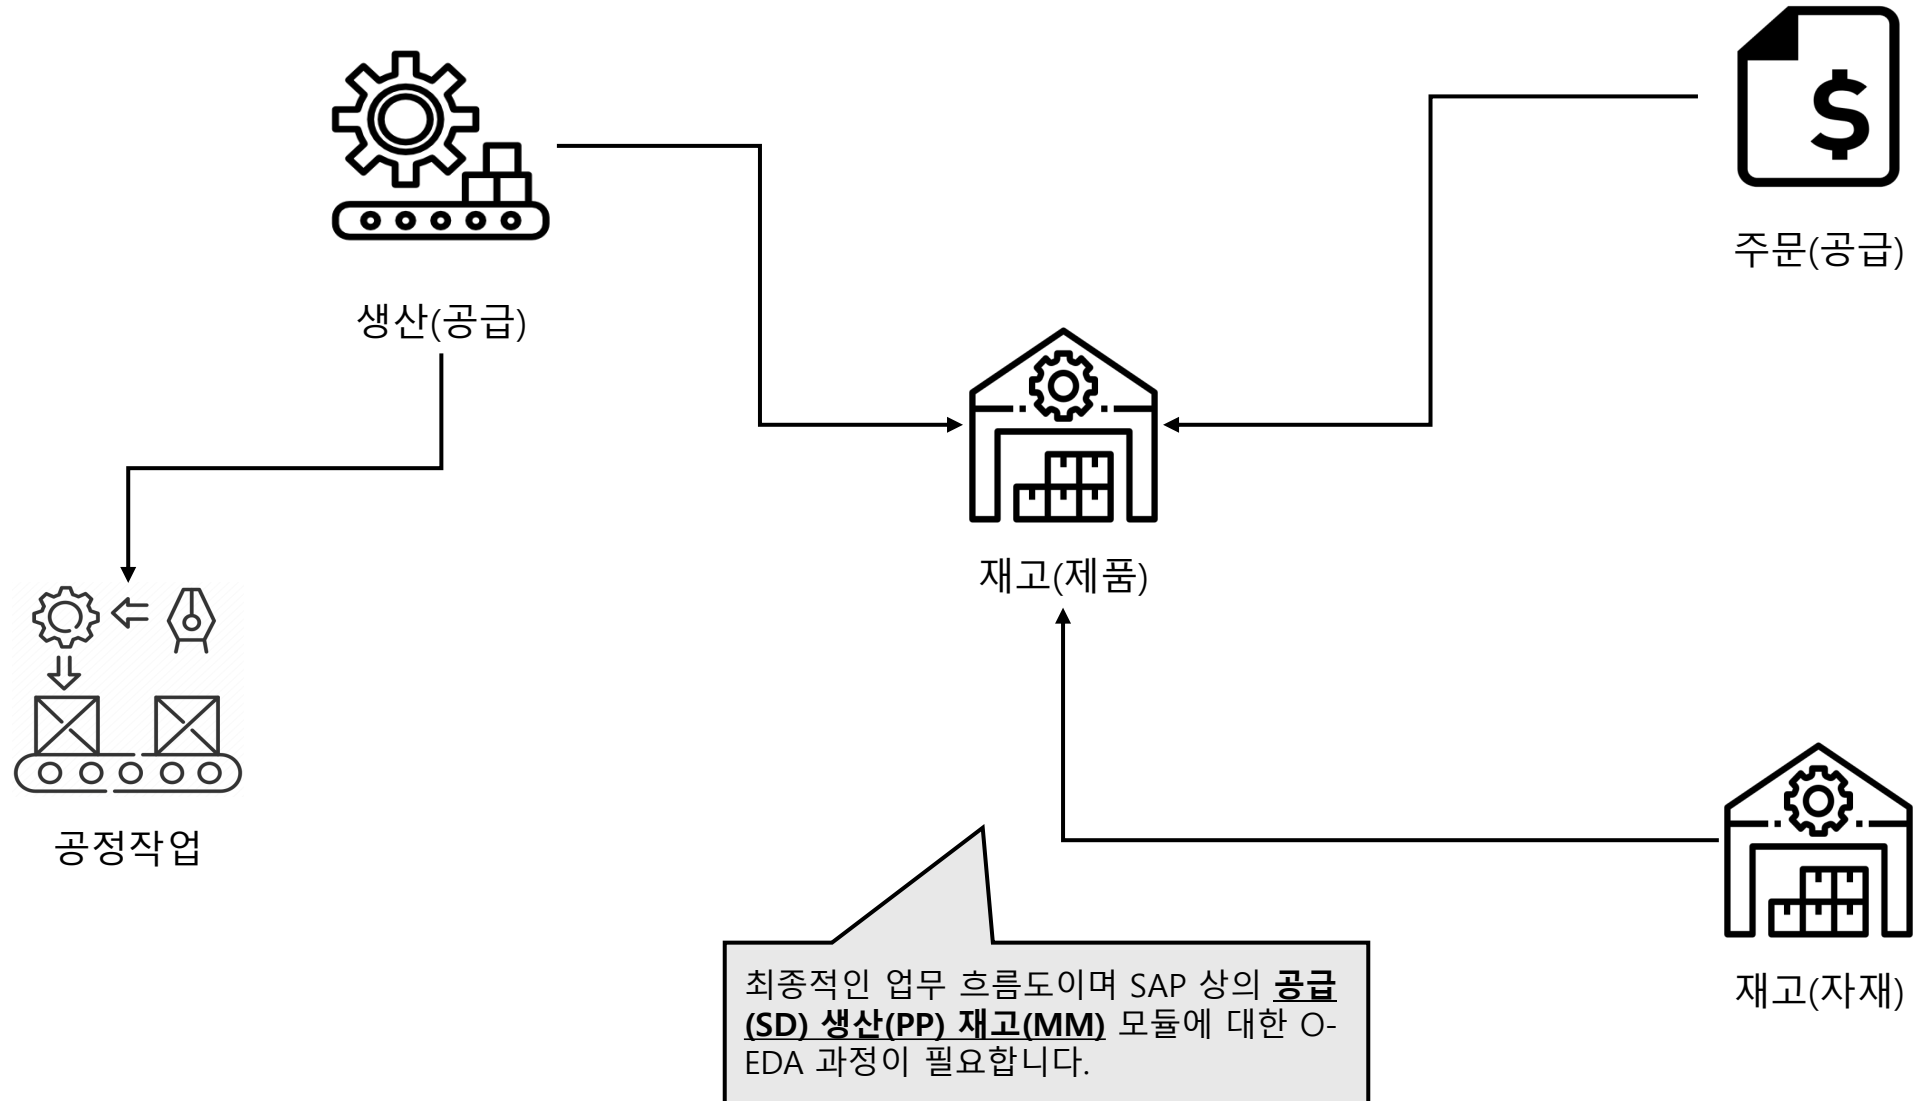 주문(공급)
생산(공급)
재고(제품)
공정작업
재고(자재)
최종적인 업무 흐름도이며 SAP 상의 공급
(SD) 생산(PP) 재고(MM) 모듈에 대한 O-
EDA 과정이 필요합니다.